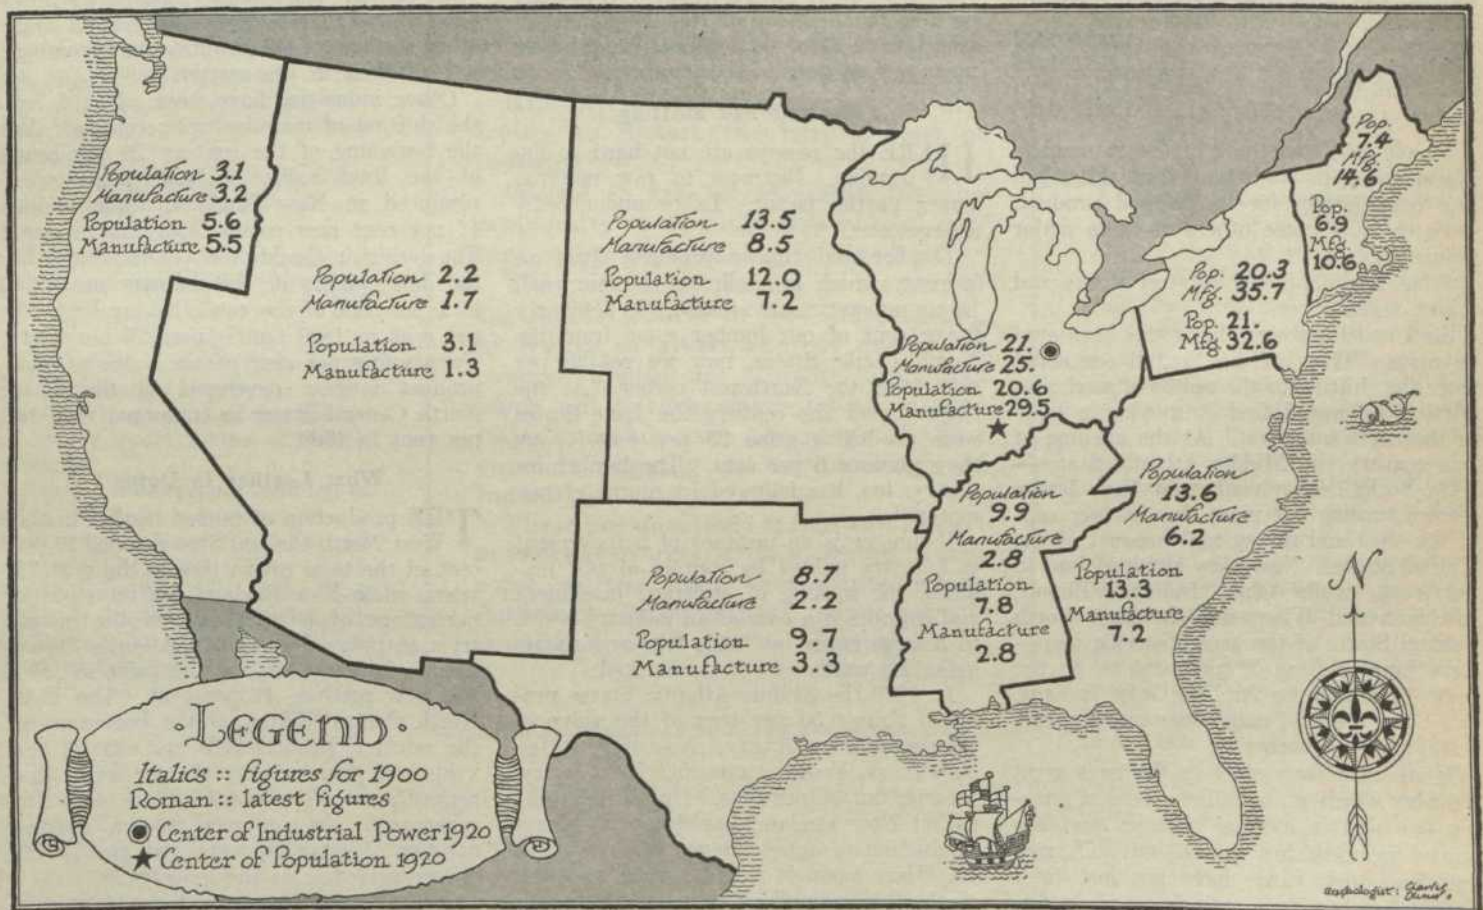 Population 3.1
Manufacture 3.2
Population 5.6
Manufacture 5.5
Population 2.2
Manufacture 1.7
Population 3.1
Manufacture 1.3
Population 13.5
Manufacture 8.5
Population 12.0
Manufacture 7.2
Population 21.
Manufacture 25.
Population 20.6
Manufacture 29.5
Pop. 20.3
Mfg. 35.7
Pop. 21.
Mfg. 32.6
Pop.
7.4
Mfg.
14.6
Pop.
6.9
Mfg.
10.6
Population
9.9
Manufacture
2.8
Population
7.8
Manufacture
2.8
Population
13.6
Manufacture
6.2
Population
13.3
Manufacture
7.2
Population 8.7
Manufacture 2.2
Population 9.7
Manufacture 3.3
N
·LEGEND·
Italics :: figures for 1900
Roman :: latest figures
Center of Industrial Power 1920
Center of Population 1920
Charles